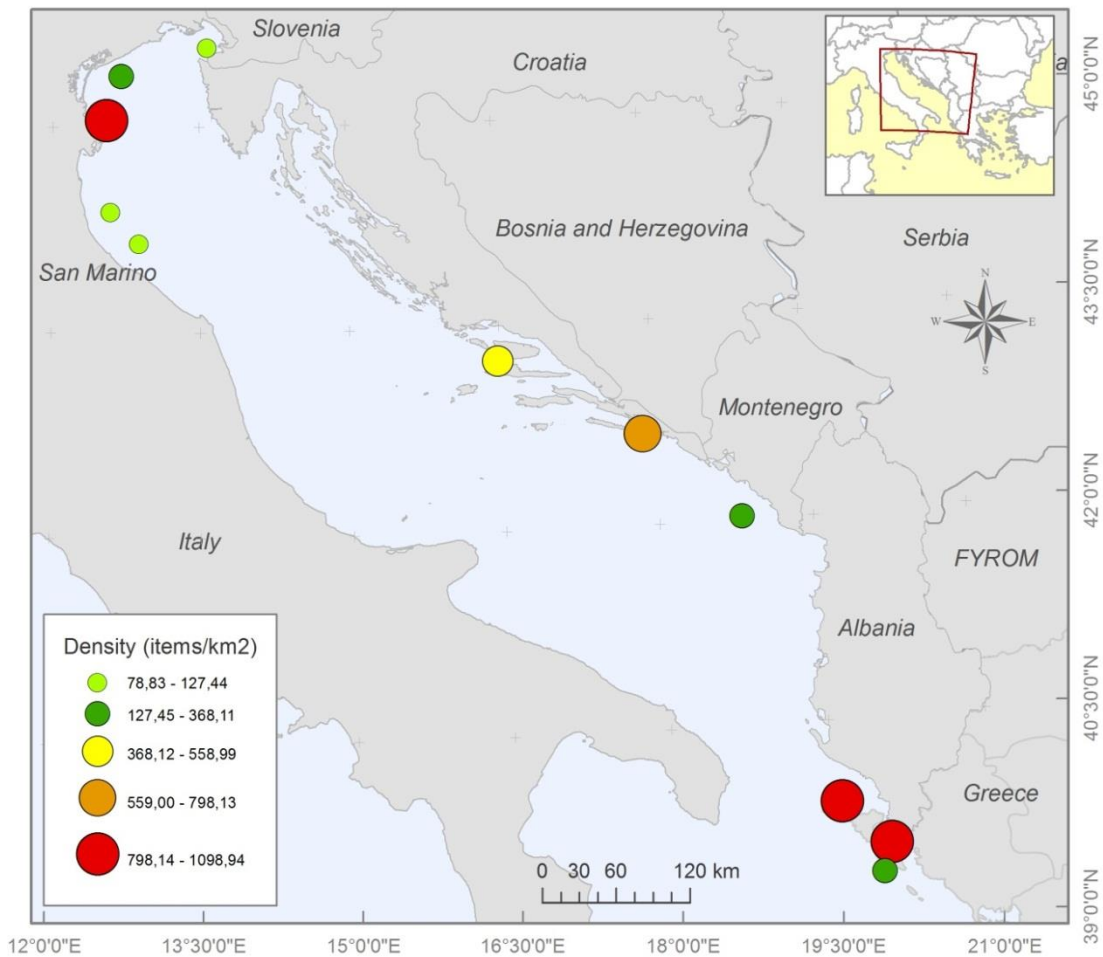 Slovenia
Croatia
a
Bosnia and Herzegovina
Serbia
San Marino
N
W
E
S
Montenegro
Italy
FYROM
Albania
Greece
Density (items/km2)
78,83 - 127,44
127,45 - 368,11
368,12 - 558,99
559,00 - 798,13
798,14 - 1098,94
0 30 60 120 km
45°0'0"N
43°30'0"N
42°0'0"N
40°30'0"N
39°0'0"N
12°0'0"E 13°30'0"E 15°0'0"E 16°30'0"E 18°0'0"E 19°30'0"E 21°0'0"E